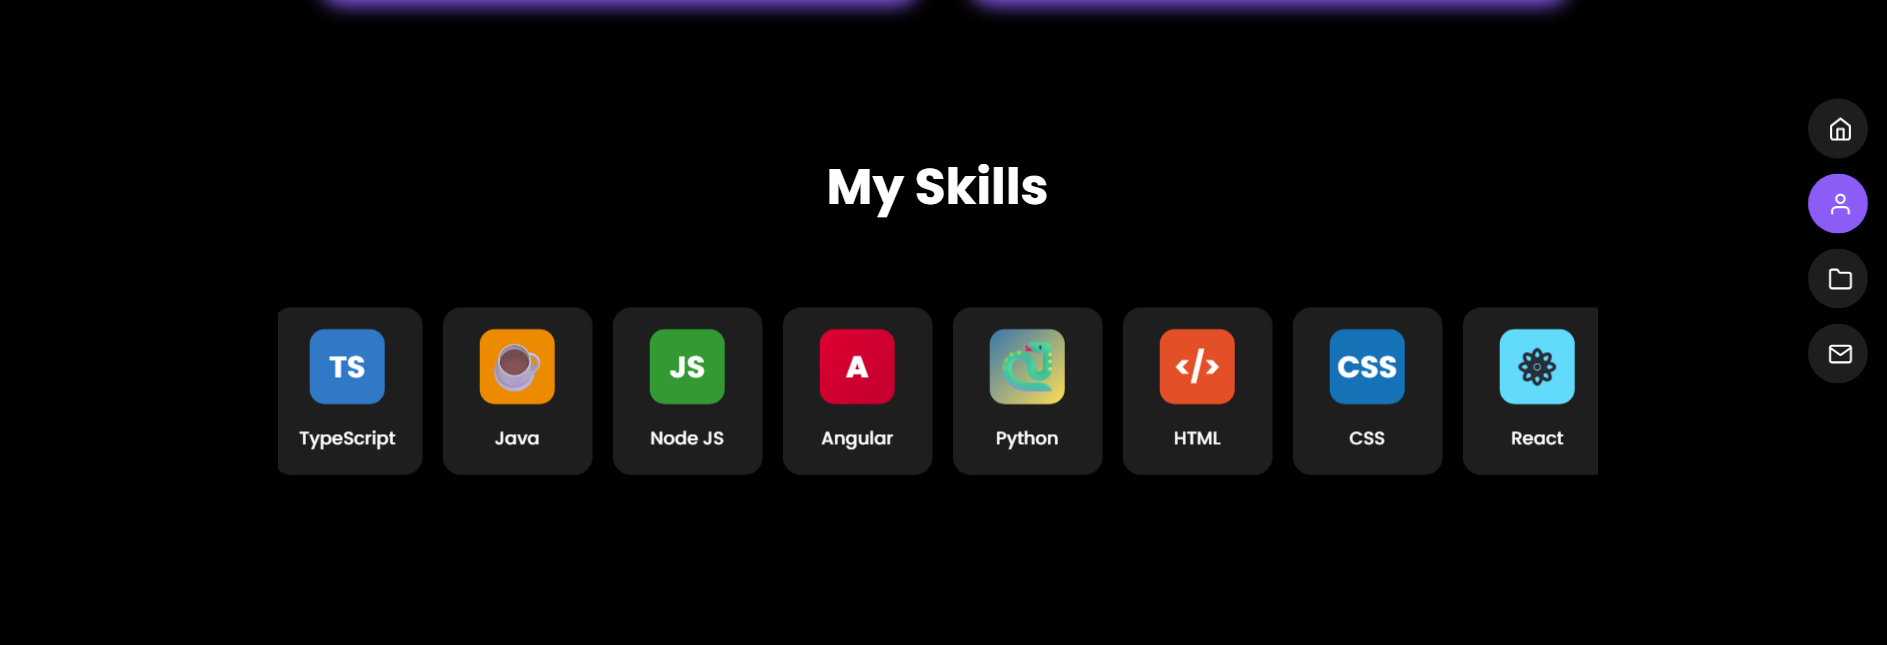 My Skills
TS
JS
A
</>
CSS
TypeScript
Java
Node JS
Angular
Python
HTML
CSS
React